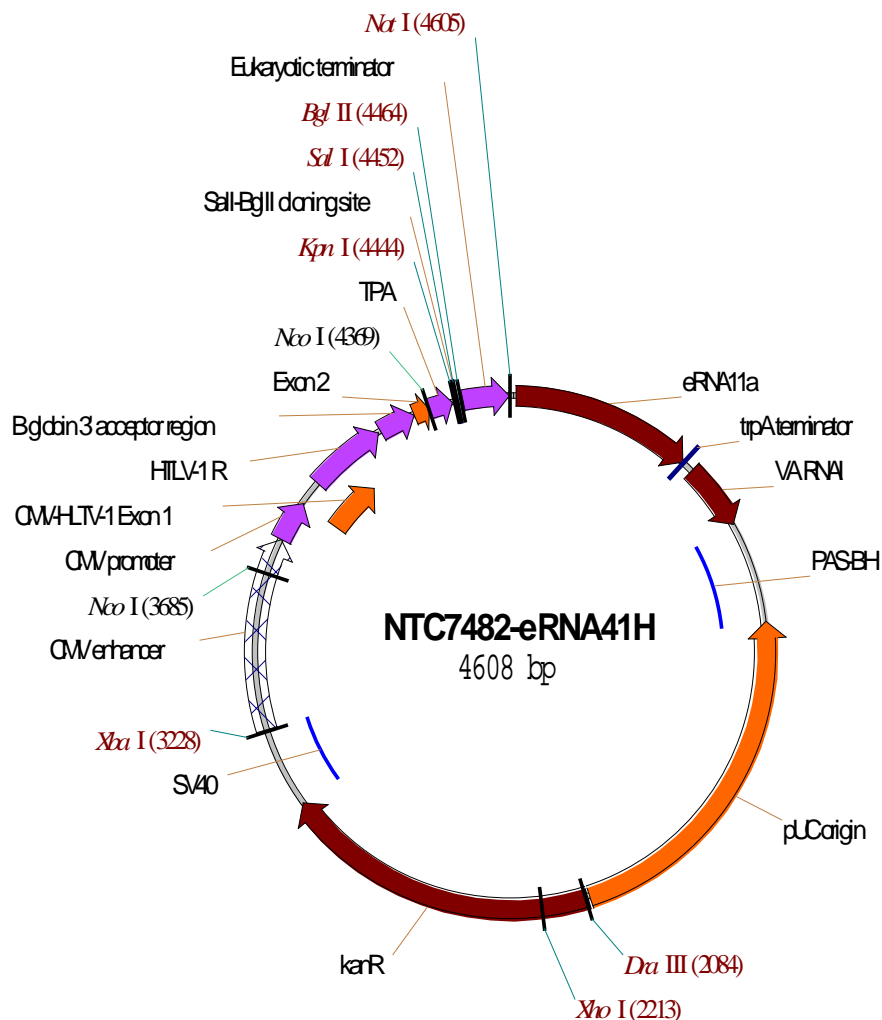 Not I (4605)
Eukaryotic terminator
Bgl II (4464)
Sal I (4452)
SalI-BglII cloning site
Kpn I (4444)
TPA
Nco I (4369)
Exon 2
B globin 3' acceptor region
HTLV-1 R
CMV-HLTV-1 Exon 1
CMV promoter
Nco I (3685)
CMV enhancer
Xba I (3228)
SV40
kanR
eRNA11a
trpA terminator
VA RNAI
PAS-BH
NTC7482-eRNA41H
4608 bp
pUC origin
Dra III (2084)
Xho I (2213)